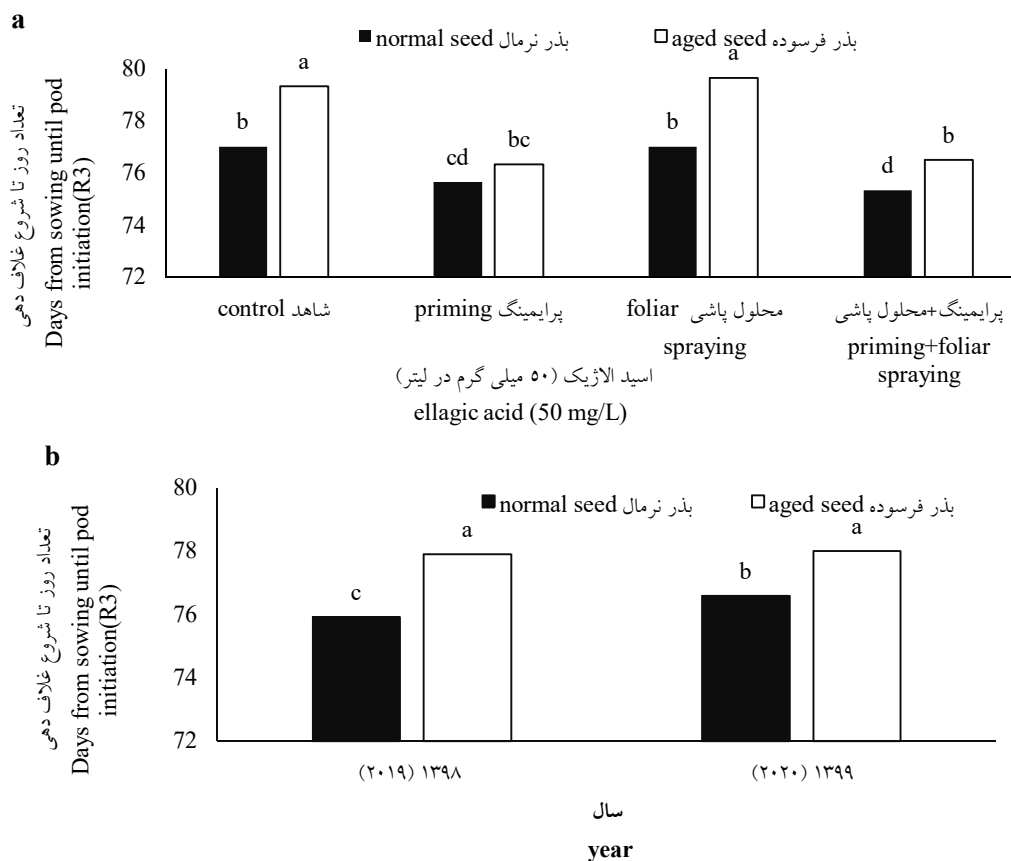 a
normal seed بذر نرمال
aged seed بذر فرسوده
تعداد روز تا شروع غلاف دهی
Days from sowing until pod
initiation(R3)
80
78
76
74
72
b
a
cd
bc
b
a
d
b
control شاهد
priming پرایمینگ
foliar محلول پاشی
spraying
پرایمینگ+محلول پاشی
priming+foliar
spraying
اسید الاژیک (۵۰ میلی گرم در لیتر)
ellagic acid (50 mg/L)
b
normal seed بذر نرمال
aged seed بذر فرسوده
تعداد روز تا شروع غلاف دهی
Days from sowing until pod
initiation(R3)
80
78
76
74
72
c
a
b
a
۱۳۹۸ (۲۰۱۹)
۱۳۹۹ (۲۰۲۰)
سال
year